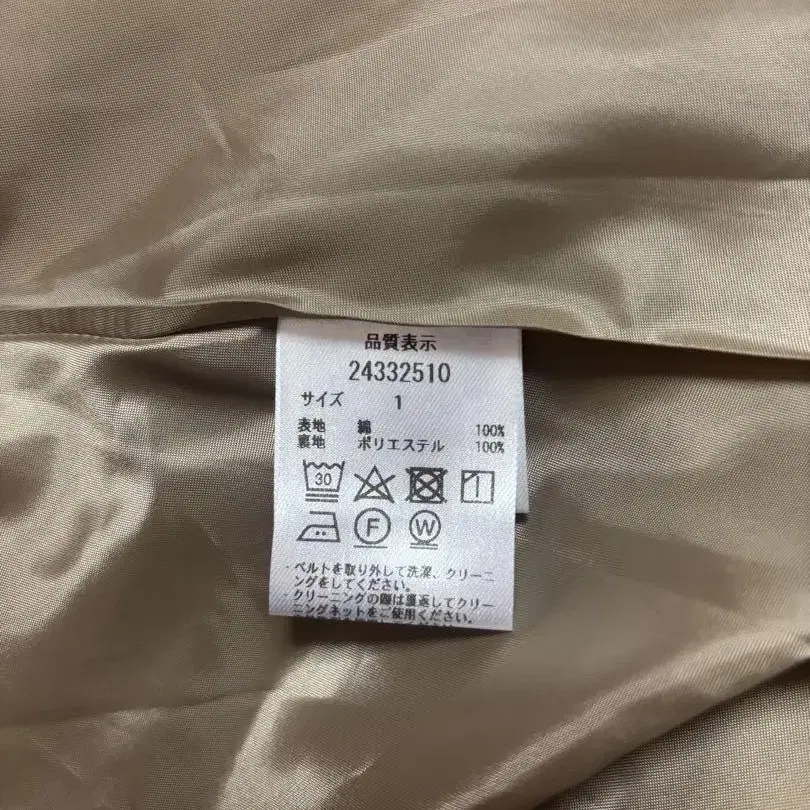 品質表示
24332510
サイズ 1
表地 綿 100%
裏地 ポリエステル 100%
30
F W
・ベルトを取り外して洗濯、クリーニ
ングをしてください。
・クリーニングの際は裏返してクリー
ニングネットをご使用ください。